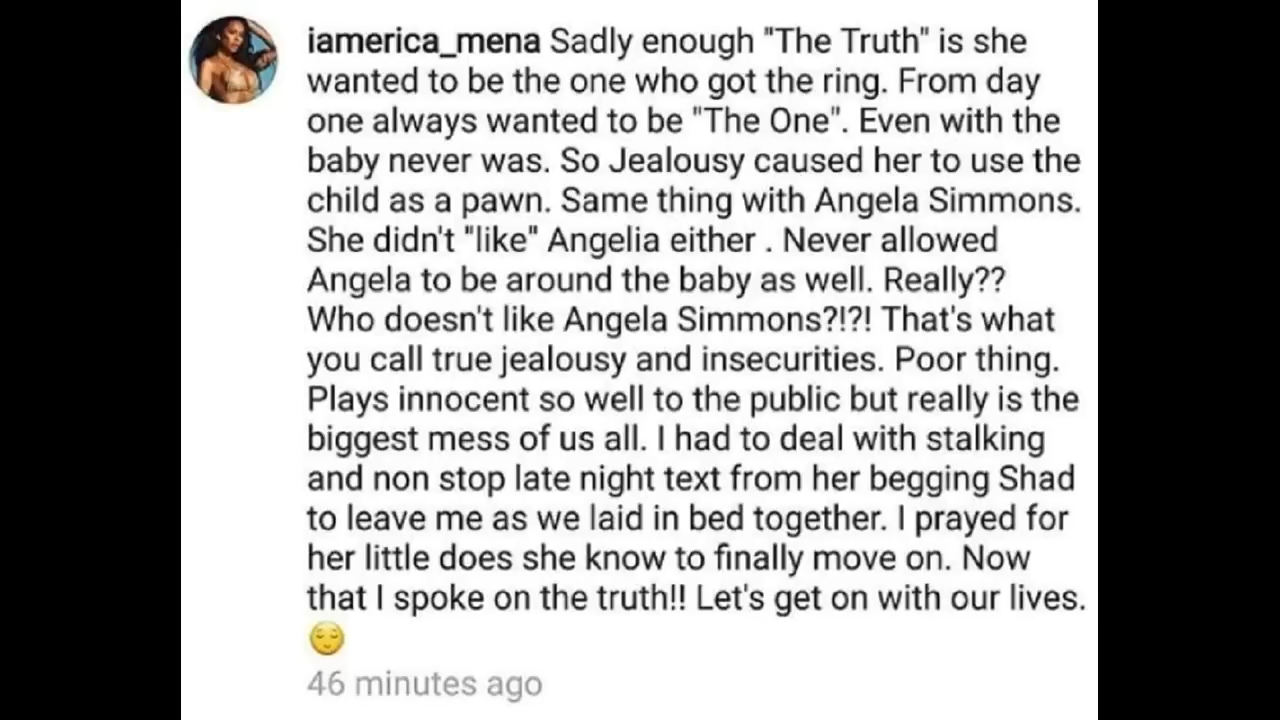 iamerica_mena Sadly enough "The Truth" is she
wanted to be the one who got the ring. From day
one always wanted to be "The One". Even with the
baby never was. So Jealousy caused her to use the
child as a pawn. Same thing with Angela Simmons.
She didn't "like" Angelia either . Never allowed
Angela to be around the baby as well. Really??
Who doesn't like Angela Simmons?!?! That's what
you call true jealousy and insecurities. Poor thing.
Plays innocent so well to the public but really is the
biggest mess of us all. I had to deal with stalking
and non stop late night text from her begging Shad
to leave me as we laid in bed together. I prayed for
her little does she know to finally move on. Now
that I spoke on the truth!! Let's get on with our lives.
😌
46 minutes ago